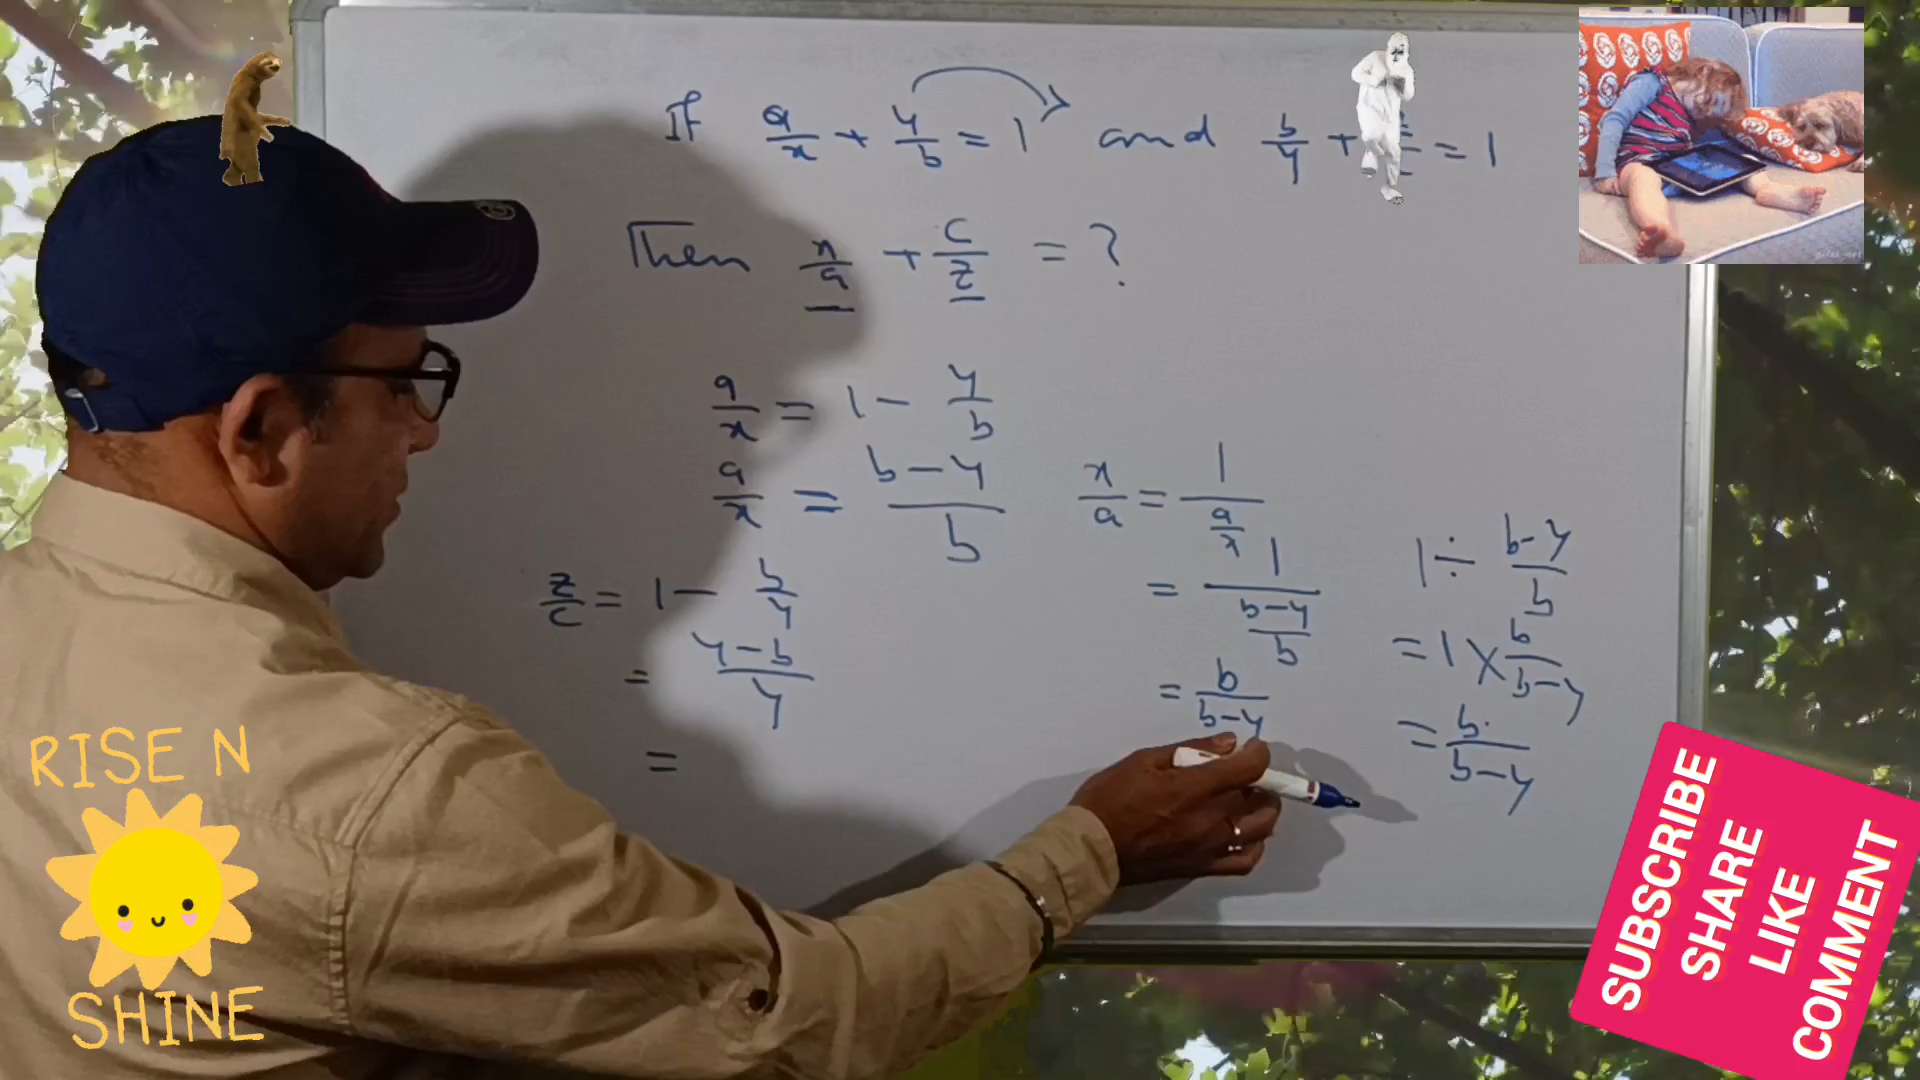 If a/x + y/b = 1 and b/y + = 1
Then x/a + c/z = ?
a/x = 1 - y/b
a/x = b-y/b
x/a = 1/(a/x)
= 1/((b-y)/b)
= b/(b-y)
1 ÷ (b-y)/b
= 1 × b/(b-y)
= b/(b-y)
z/c = 1 - b/y
= (y-b)/y
=
RISE N
SHINE
SUBSCRIBE
SHARE
LIKE
COMMENT